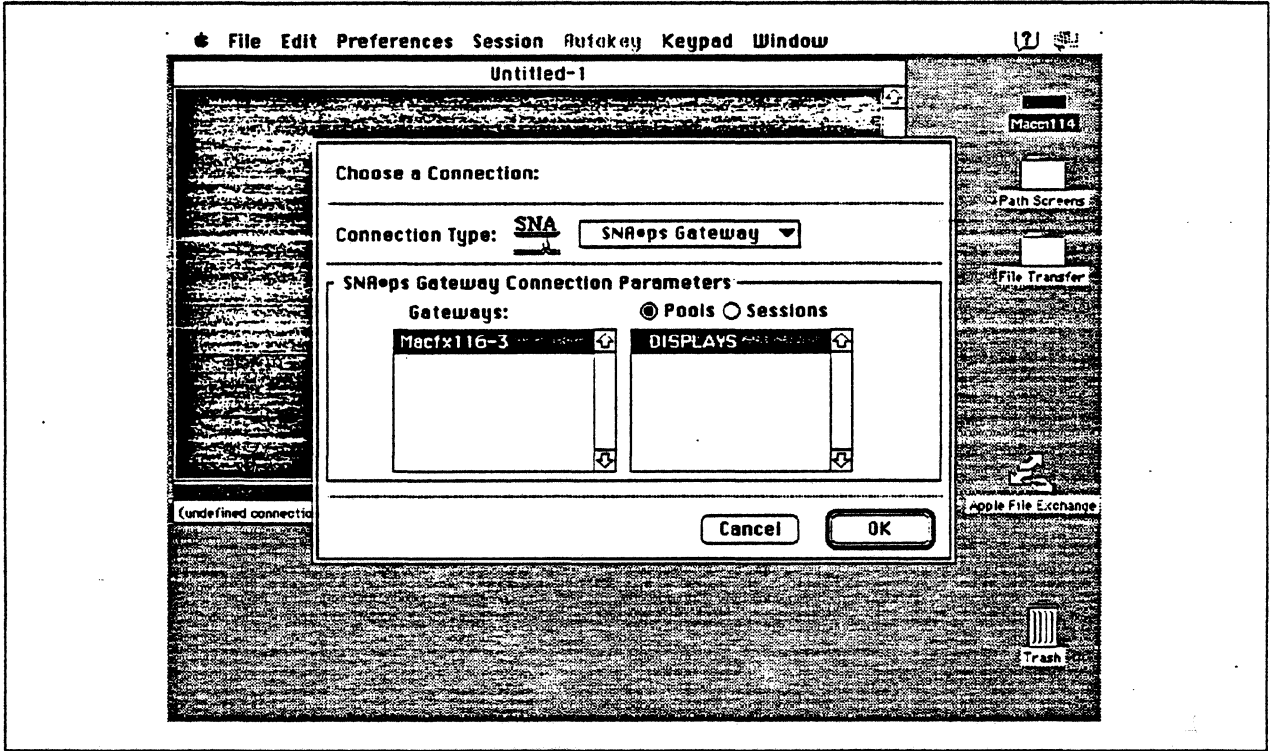 File Edit Preferences Session Autokey Keypad Window
Untitled-1
Choose a Connection:
Connection Type: SNA SNA•ps Gateway
SNA•ps Gateway Connection Parameters
Gateways: Pools Sessions
Macfx116-3 DISPLAYS
(undefined connectio
Cancel OK
Path Screens
File Transfer
Apple File Exchange
Trash